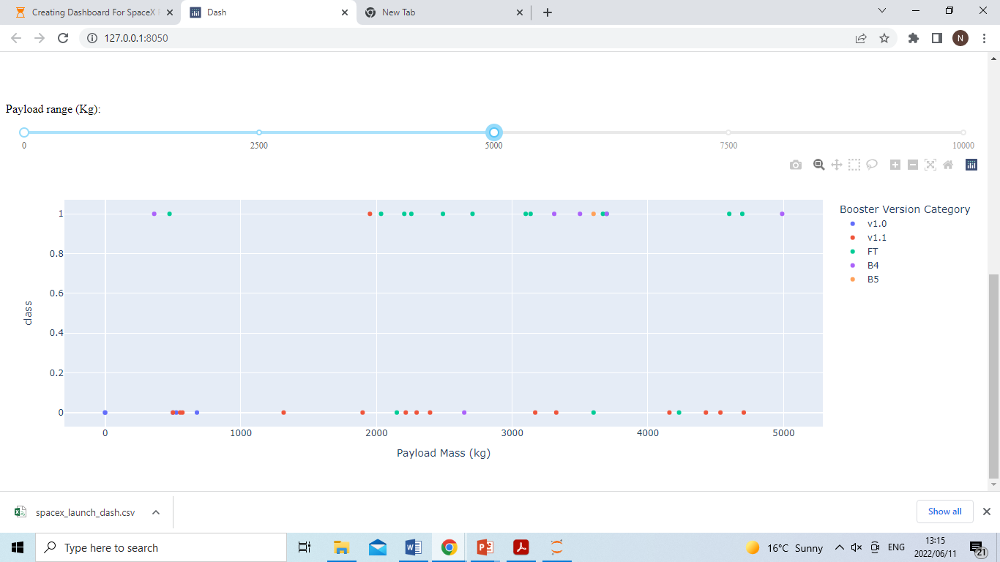 Creating Dashboard For SpaceX
Dash
New Tab
127.0.0.1:8050
N
Payload range (Kg):
0 2500 5000 7500 10000
Booster Version Category
v1.0
v1.1
FT
B4
B5
1
0.8
0.6
0.4
0.2
0
class
0 1000 2000 3000 4000 5000
Payload Mass (kg)
spacex_launch_dash.csv
Show all
Type here to search
16°C Sunny
ENG
13:15
2022/06/11
21